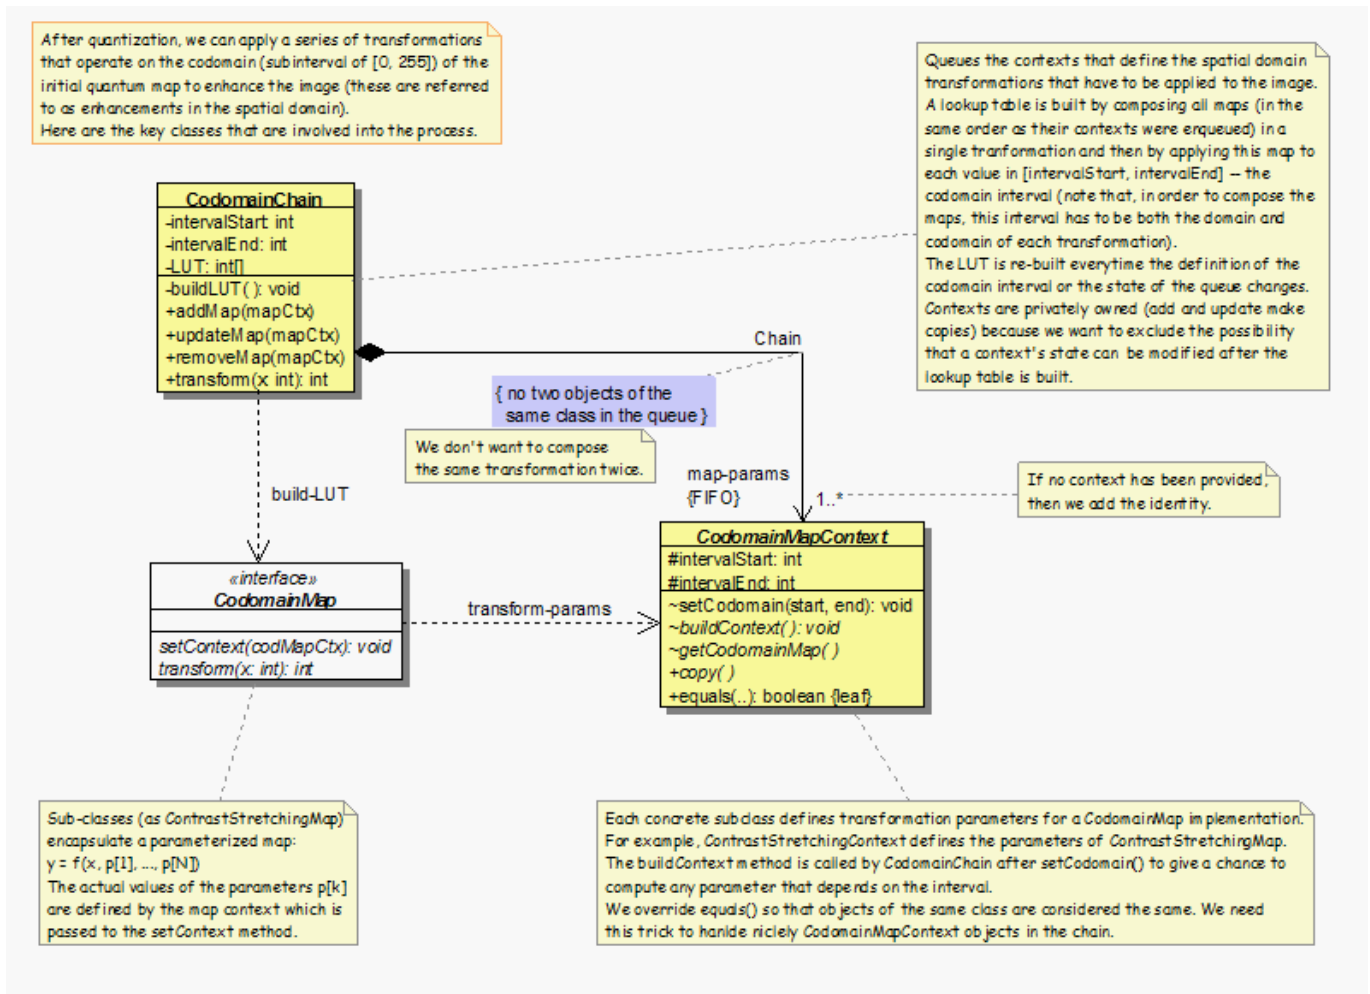 After quantization, we can apply a series of transformations
that operate on the codomain (subinterval of [0, 255]) of the
initial quantum map to enhance the image (these are referred
to as enhancements in the spatial domain).
Here are the key classes that are involved into the process.
Queues the contexts that define the spatial domain
transformations that have to be applied to the image.
A lookup table is built by composing all maps (in the
same order as their contexts were enqueued) in a
single tranformation and then by applying this map to
each value in [intervalStart, intervalEnd] -- the
codomain interval (note that, in order to compose the
maps, this interval has to be both the domain and
codomain of each transformation).
The LUT is re-built everytime the definition of the
codomain interval or the state of the queue changes.
Contexts are privately owned (add and update make
copies) because we want to exclude the possibility
that a context's state can be modified after the
lookup table is built.
CodomainChain
-intervalStart: int
-intervalEnd: int
-LUT: int[]
-buildLUT( ): void
+addMap(mapCtx)
+updateMap(mapCtx)
+removeMap(mapCtx)
+transform(x: int): int
Chain
{ no two objects of the
same class in the queue }
We don't want to compose
the same transformation twice.
map-params
{FIFO}
1..*
If no context has been provided,
then we add the identity.
build-LUT
«interface»
CodomainMap
setContext(codMapCtx): void
transform(x: int): int
transform-params
CodomainMapContext
#intervalStart: int
#intervalEnd: int
~setCodomain(start, end): void
~buildContext( ): void
~getCodomainMap( )
+copy( )
+equals(..): boolean {leaf}
Sub-classes (as ContrastStretchingMap)
encapsulate a parameterized map:
y = f(x, p[1], ..., p[N])
The actual values of the parameters p[k]
are defined by the map context which is
passed to the setContext method.
Each concrete subclass defines transformation parameters for a CodomainMap implementation.
For example, ContrastStretchingContext defines the parameters of ContrastStretchingMap.
The buildContext method is called by CodomainChain after setCodomain() to give a chance to
compute any parameter that depends on the interval.
We override equals() so that objects of the same class are considered the same. We need
this trick to hanlde niclely CodomainMapContext objects in the chain.